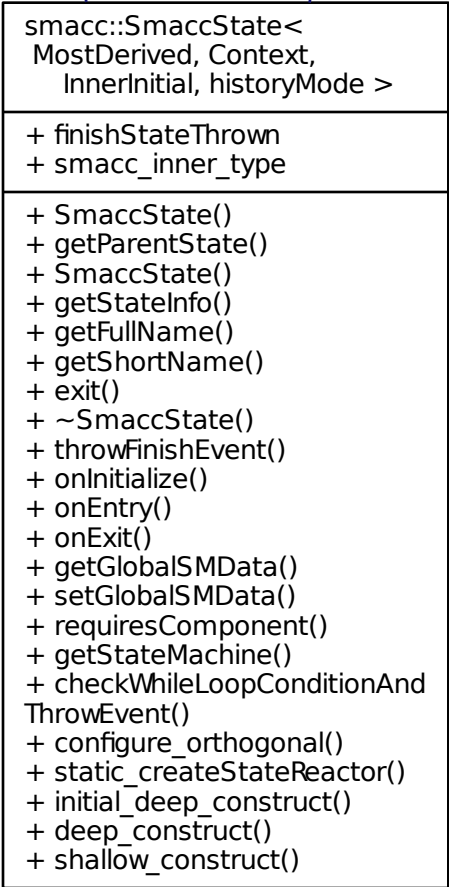 smacc::SmaccState<
MostDerived, Context,
InnerInitial, historyMode >
+ finishStateThrown
+ smacc_inner_type
+ SmaccState()
+ getParentState()
+ SmaccState()
+ getStateInfo()
+ getFullName()
+ getShortName()
+ exit()
+ ~SmaccState()
+ throwFinishEvent()
+ onInitialize()
+ onEntry()
+ onExit()
+ getGlobalSMData()
+ setGlobalSMData()
+ requiresComponent()
+ getStateMachine()
+ checkWhileLoopConditionAnd
ThrowEvent()
+ configure_orthogonal()
+ static_createStateReactor()
+ initial_deep_construct()
+ deep_construct()
+ shallow_construct()